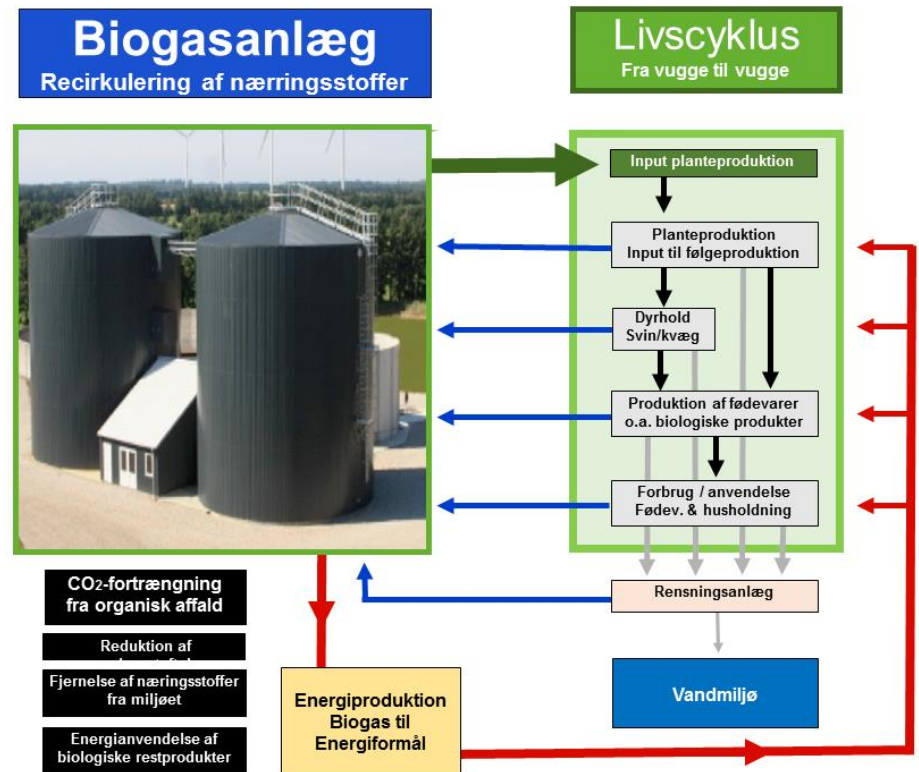 Biogasanlæg
Recirkulering af nærringsstoffer
Livscyklus
Fra vugge til vugge
Input planteproduktion
Planteproduktion
Input til følgeproduktion
Dyrhold
Svin/kvæg
Produktion af fødevarer
o.a. biologiske produkter
Forbrug / anvendelse
Fødev. & husholdning
Rensningsanlæg
Vandmiljø
CO2-fortrængning
fra organisk affald
Reduktion af
Fjernelse af næringsstoffer
fra miljøet
Energianvendelse af
biologiske restprodukter
Energiproduktion
Biogas til
Energiformål